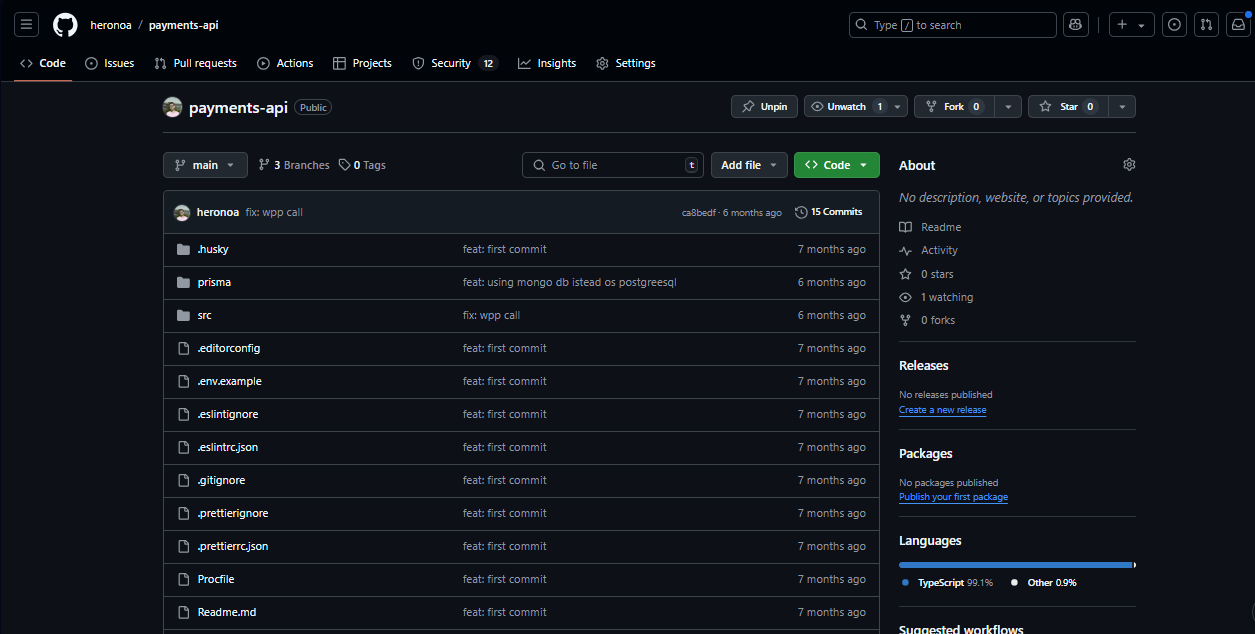 heronoa / payments-api
Type / to search
Code Issues Pull requests Actions Projects Security 12 Insights Settings
payments-api Public
Unpin Unwatch 1 Fork 0 Star 0
main 3 Branches 0 Tags
Go to file t Add file Code
heronoa fix: wpp call ca8bedf · 6 months ago 15 Commits
.husky feat: first commit 7 months ago
prisma feat: using mongo db istead os postgreesql 6 months ago
src fix: wpp call 6 months ago
.editorconfig feat: first commit 7 months ago
.env.example feat: first commit 7 months ago
.eslintignore feat: first commit 7 months ago
.eslintrc.json feat: first commit 7 months ago
.gitignore feat: first commit 7 months ago
.prettierignore feat: first commit 7 months ago
.prettierrc.json feat: first commit 7 months ago
Procfile feat: first commit 7 months ago
Readme.md feat: first commit 7 months ago
About
No description, website, or topics provided.
Readme
Activity
0 stars
1 watching
0 forks
Releases
No releases published
Create a new release
Packages
No packages published
Publish your first package
Languages
TypeScript 99.1% Other 0.9%
Suggested workflows